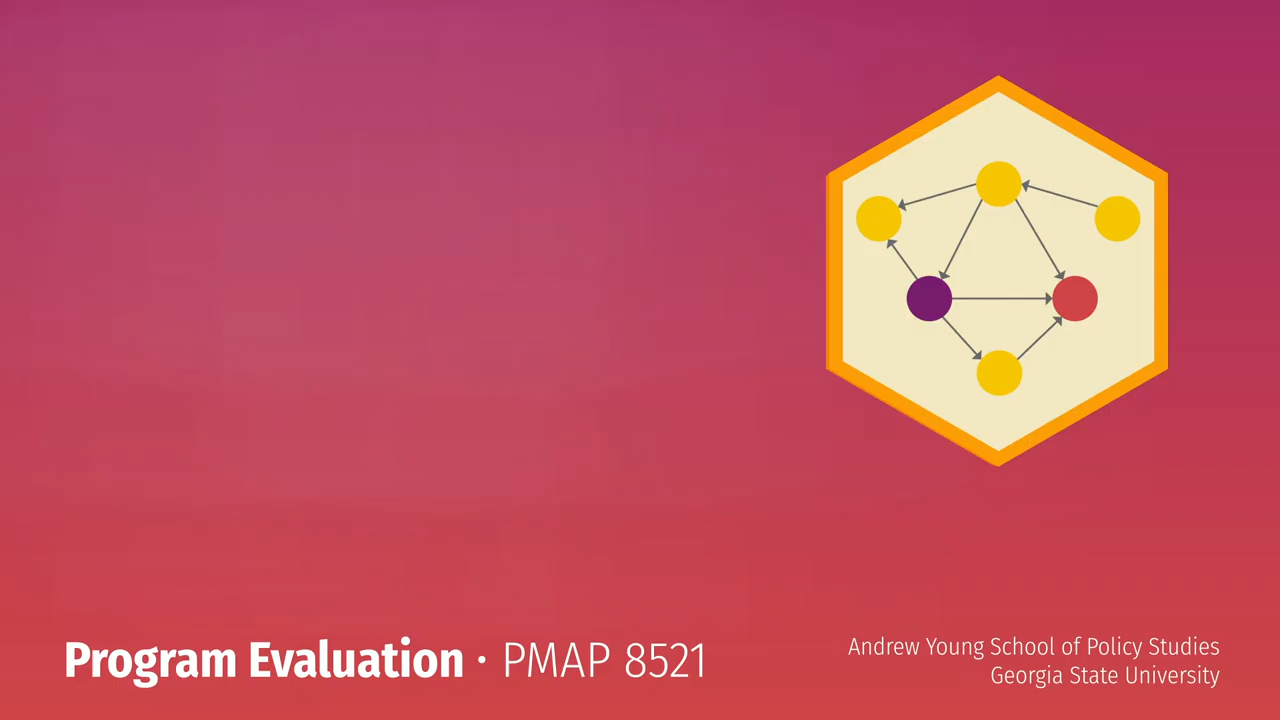 Program Evaluation · PMAP 8521
Andrew Young School of Policy Studies
Georgia State University